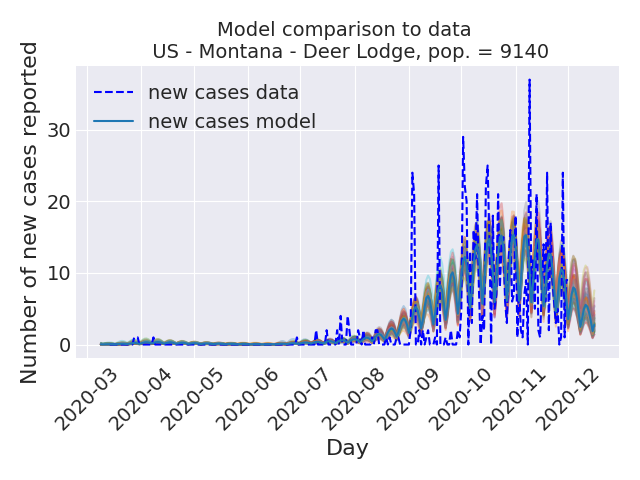 Model comparison to data
US - Montana - Deer Lodge, pop. = 9140
Number of new cases reported
new cases data
new cases model
30
20
10
0
2020-03
2020-04
2020-05
2020-06
2020-07
2020-08
2020-09
2020-10
2020-11
2020-12
Day